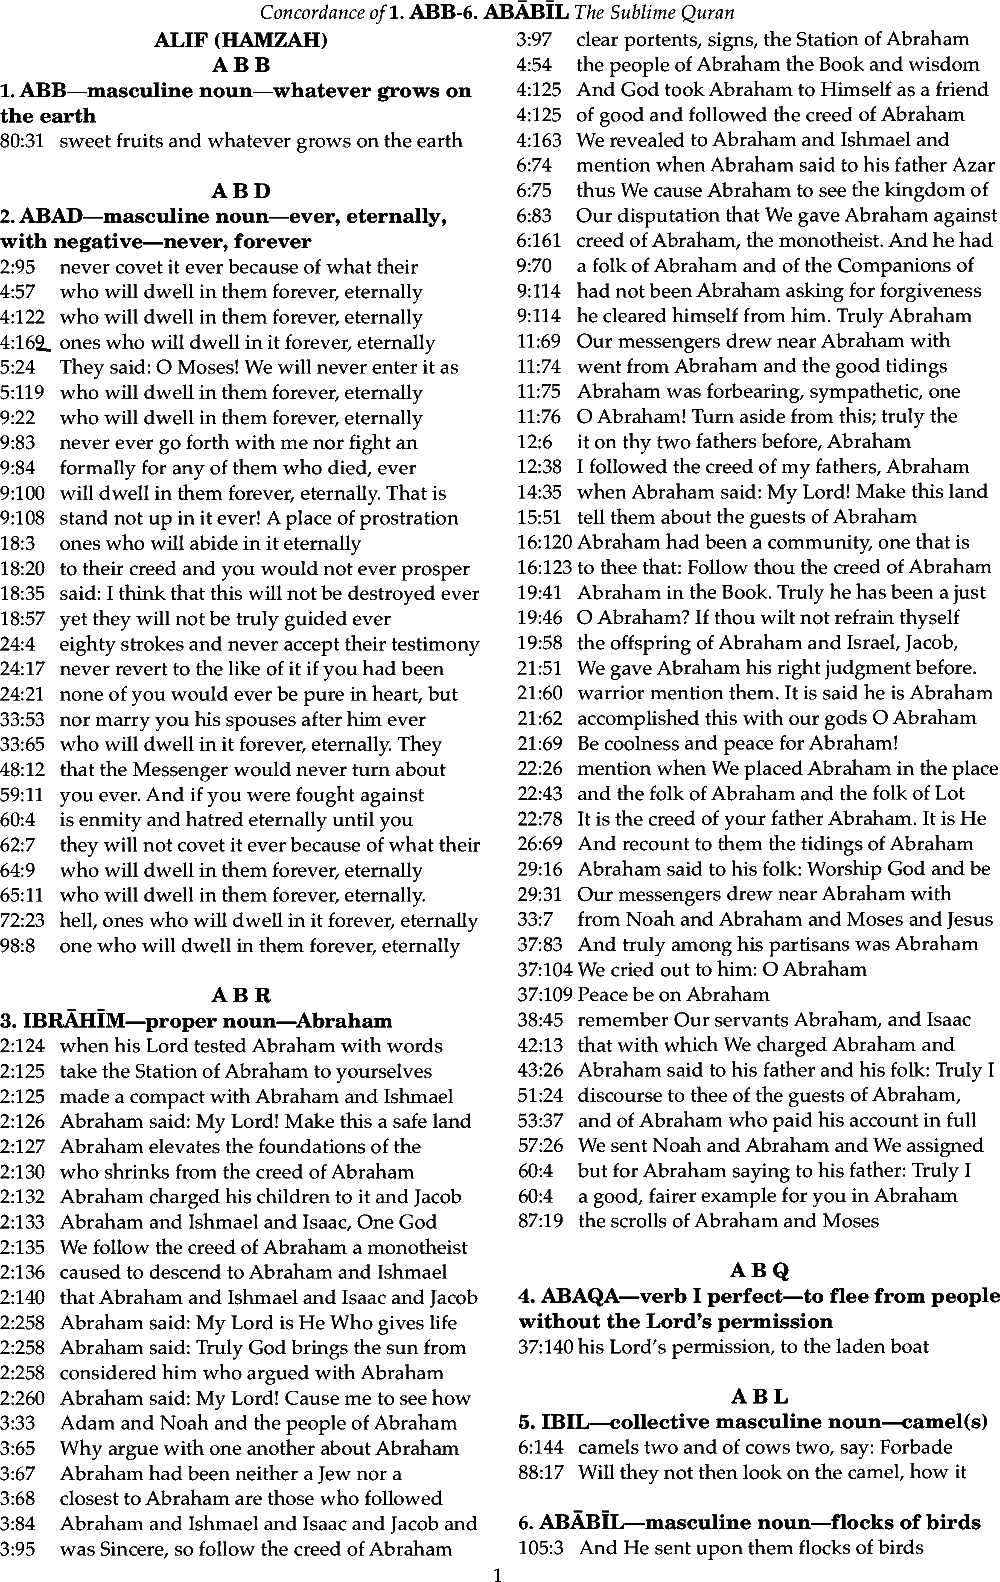 Concordance of 1. ABB-6. ABĀBĪL The Sublime Quran
ALIF (HAMZAH)
A B B
1. ABB—masculine noun—whatever grows on
the earth
80:31 sweet fruits and whatever grows on the earth
A B D
2. ABAD—masculine noun—ever, eternally,
with negative—never, forever
2:95 never covet it ever because of what their
4:57 who will dwell in them forever, eternally
4:122 who will dwell in them forever, eternally
4:169 ones who will dwell in it forever, eternally
5:24 They said: O Moses! We will never enter it as
5:119 who will dwell in them forever, eternally
9:22 who will dwell in them forever, eternally
9:83 never ever go forth with me nor fight an
9:84 formally for any of them who died, ever
9:100 will dwell in them forever, eternally. That is
9:108 stand not up in it ever! A place of prostration
18:3 ones who will abide in it eternally
18:20 to their creed and you would not ever prosper
18:35 said: I think that this will not be destroyed ever
18:57 yet they will not be truly guided ever
24:4 eighty strokes and never accept their testimony
24:17 never revert to the like of it if you had been
24:21 none of you would ever be pure in heart, but
33:53 nor marry you his spouses after him ever
33:65 who will dwell in it forever, eternally. They
48:12 that the Messenger would never turn about
59:11 you ever. And if you were fought against
60:4 is enmity and hatred eternally until you
62:7 they will not covet it ever because of what their
64:9 who will dwell in them forever, eternally
65:11 who will dwell in them forever, eternally.
72:23 hell, ones who will dwell in it forever, eternally
98:8 one who will dwell in them forever, eternally
A B R
3. IBRĀHĪM—proper noun—Abraham
2:124 when his Lord tested Abraham with words
2:125 take the Station of Abraham to yourselves
2:125 made a compact with Abraham and Ishmael
2:126 Abraham said: My Lord! Make this a safe land
2:127 Abraham elevates the foundations of the
2:130 who shrinks from the creed of Abraham
2:132 Abraham charged his children to it and Jacob
2:133 Abraham and Ishmael and Isaac, One God
2:135 We follow the creed of Abraham a monotheist
2:136 caused to descend to Abraham and Ishmael
2:140 that Abraham and Ishmael and Isaac and Jacob
2:258 Abraham said: My Lord is He Who gives life
2:258 Abraham said: Truly God brings the sun from
2:258 considered him who argued with Abraham
2:260 Abraham said: My Lord! Cause me to see how
3:33 Adam and Noah and the people of Abraham
3:65 Why argue with one another about Abraham
3:67 Abraham had been neither a Jew nor a
3:68 closest to Abraham are those who followed
3:84 Abraham and Ishmael and Isaac and Jacob and
3:95 was Sincere, so follow the creed of Abraham
3:97 clear portents, signs, the Station of Abraham
4:54 the people of Abraham the Book and wisdom
4:125 And God took Abraham to Himself as a friend
4:125 of good and followed the creed of Abraham
4:163 We revealed to Abraham and Ishmael and
6:74 mention when Abraham said to his father Azar
6:75 thus We cause Abraham to see the kingdom of
6:83 Our disputation that We gave Abraham against
6:161 creed of Abraham, the monotheist. And he had
9:70 a folk of Abraham and of the Companions of
9:114 had not been Abraham asking for forgiveness
9:114 he cleared himself from him. Truly Abraham
11:69 Our messengers drew near Abraham with
11:74 went from Abraham and the good tidings
11:75 Abraham was forbearing, sympathetic, one
11:76 O Abraham! Turn aside from this; truly the
12:6 it on thy two fathers before, Abraham
12:38 I followed the creed of my fathers, Abraham
14:35 when Abraham said: My Lord! Make this land
15:51 tell them about the guests of Abraham
16:120 Abraham had been a community, one that is
16:123 to thee that: Follow thou the creed of Abraham
19:41 Abraham in the Book. Truly he has been a just
19:46 O Abraham? If thou wilt not refrain thyself
19:58 the offspring of Abraham and Israel, Jacob,
21:51 We gave Abraham his right judgment before.
21:60 warrior mention them. It is said he is Abraham
21:62 accomplished this with our gods O Abraham
21:69 Be coolness and peace for Abraham!
22:26 mention when We placed Abraham in the place
22:43 and the folk of Abraham and the folk of Lot
22:78 It is the creed of your father Abraham. It is He
26:69 And recount to them the tidings of Abraham
29:16 Abraham said to his folk: Worship God and be
29:31 Our messengers drew near Abraham with
33:7 from Noah and Abraham and Moses and Jesus
37:83 And truly among his partisans was Abraham
37:104 We cried out to him: O Abraham
37:109 Peace be on Abraham
38:45 remember Our servants Abraham, and Isaac
42:13 that with which We charged Abraham and
43:26 Abraham said to his father and his folk: Truly I
51:24 discourse to thee of the guests of Abraham,
53:37 and of Abraham who paid his account in full
57:26 We sent Noah and Abraham and We assigned
60:4 but for Abraham saying to his father: Truly I
60:4 a good, fairer example for you in Abraham
87:19 the scrolls of Abraham and Moses
A B Q
4. ABAQA—verb I perfect—to flee from people
without the Lord's permission
37:140 his Lord's permission, to the laden boat
A B L
5. IBIL—collective masculine noun—camel(s)
6:144 camels two and of cows two, say: Forbade
88:17 Will they not then look on the camel, how it
6. ABĀBĪL—masculine noun—flocks of birds
105:3 And He sent upon them flocks of birds
1